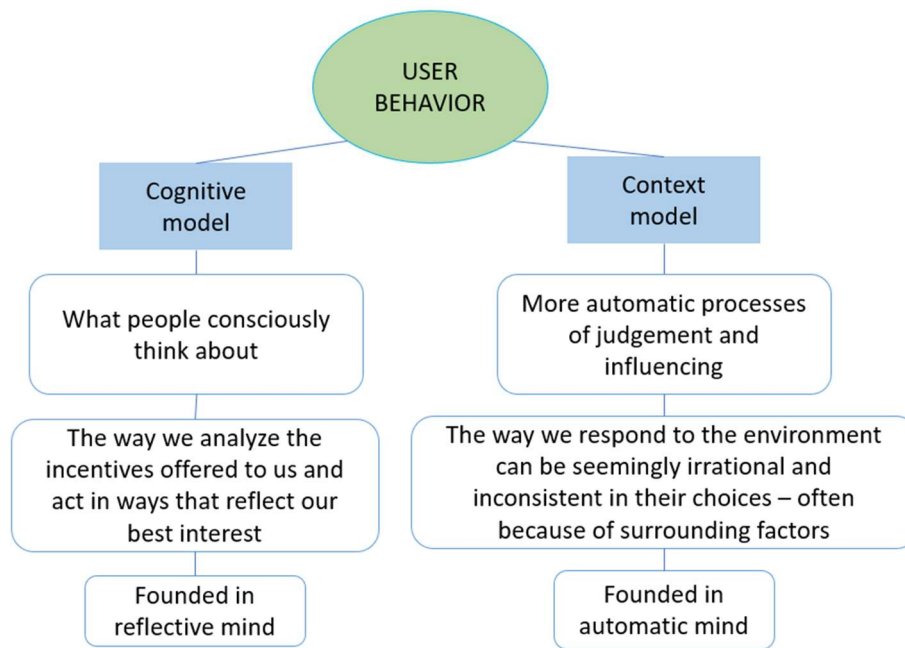 USER
BEHAVIOR
Cognitive
model
What people consciously
think about
The way we analyze the
incentives offered to us and
act in ways that reflect our
best interest
Founded in
reflective mind
Context
model
More automatic processes
of judgement and
influencing
The way we respond to the environment
can be seemingly irrational and
inconsistent in their choices – often
because of surrounding factors
Founded in
automatic mind